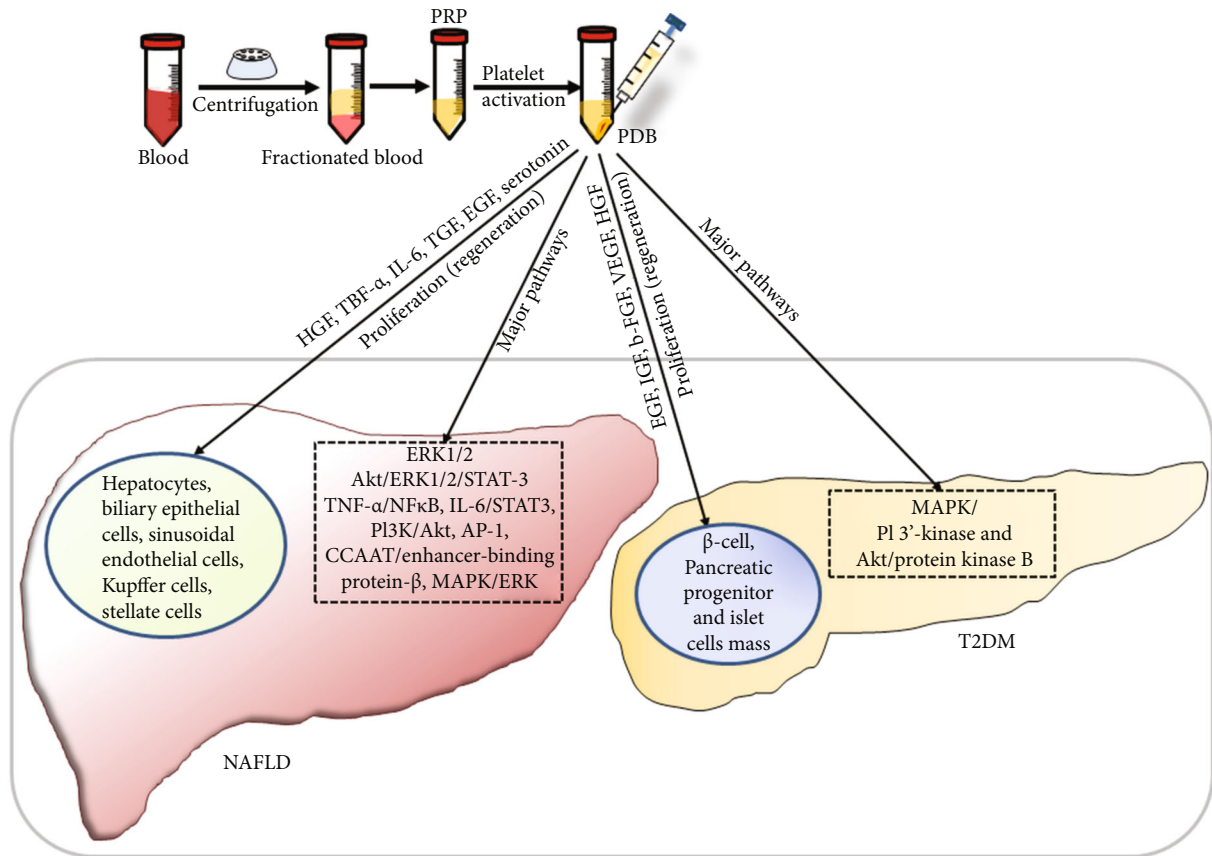 PRP
Platelet
activation
Centrifugation
PDB
Blood
Fractionated blood
HGF, TBF-α, IL-6, TGF, EGF, serotonin
Proliferation (regeneration)
Major pathways
EGF, IGF, b-FGF, VEGF, HGF
Proliferation (regeneration)
Major pathways
Hepatocytes,
biliary epithelial
cells, sinusoidal
endothelial cells,
Kupffer cells,
stellate cells
ERK1/2
Akt/ERK1/2/STAT-3
TNF-α/NFκB, IL-6/STAT3,
Pl3K/Akt, AP-1,
CCAAT/enhancer-binding
protein-β, MAPK/ERK
β-cell,
Pancreatic
progenitor
and islet
cells mass
MAPK/
Pl 3’-kinase and
Akt/protein kinase B
T2DM
NAFLD